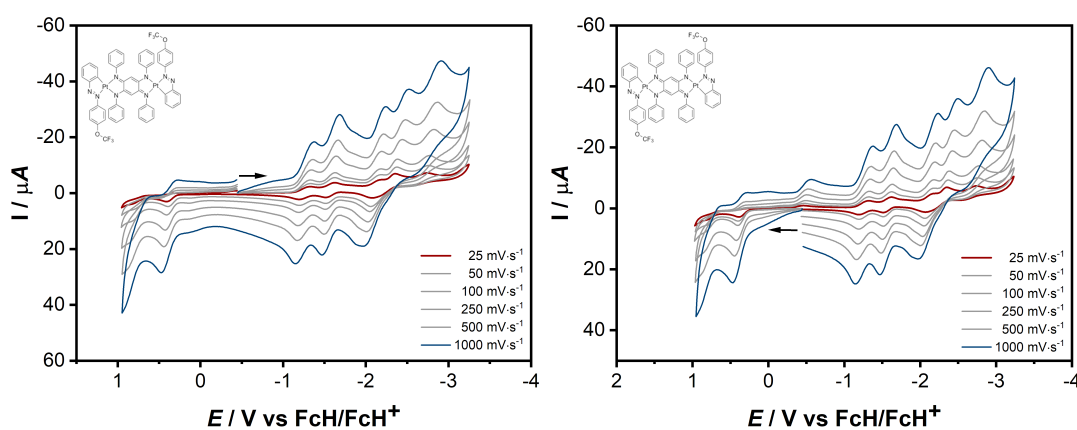 -60
-40
-20
0
20
40
60
I / µA
1
0
-1
-2
-3
-4
E / V vs FcH/FcH⁺
25 mV·s⁻¹
50 mV·s⁻¹
100 mV·s⁻¹
250 mV·s⁻¹
500 mV·s⁻¹
1000 mV·s⁻¹
F₃C
O
N
N
N
N
Pt
Pt
N
N
N
N
O
CF₃
-60
-40
-20
0
20
40
I / µA
2
1
0
-1
-2
-3
-4
E / V vs FcH/FcH⁺
25 mV·s⁻¹
50 mV·s⁻¹
100 mV·s⁻¹
250 mV·s⁻¹
500 mV·s⁻¹
1000 mV·s⁻¹
F₃C
O
N
N
N
N
Pt
Pt
N
N
N
N
O
CF₃